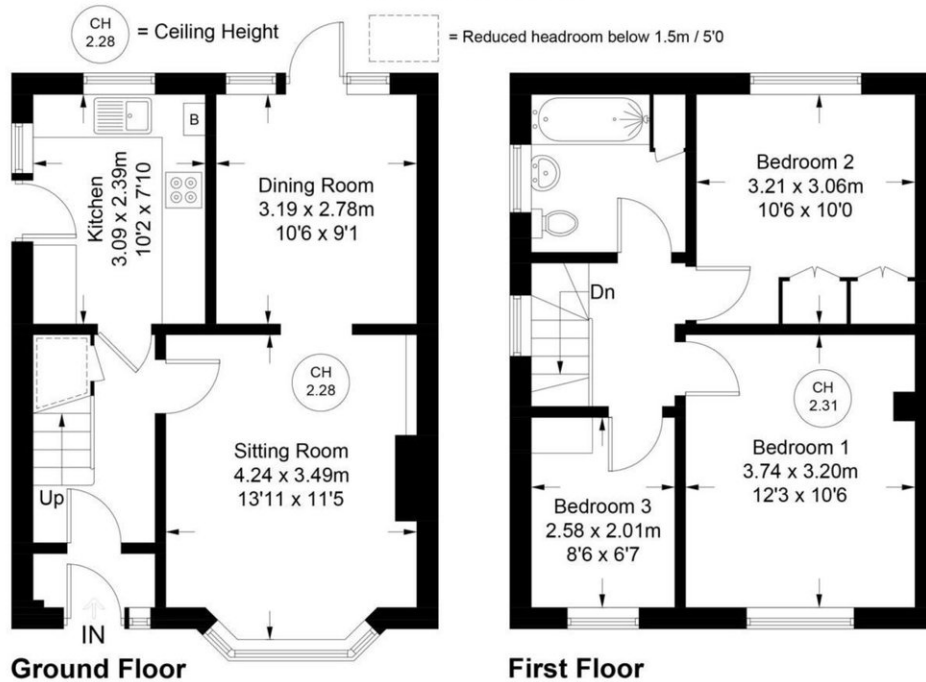 CH
2.28
= Ceiling Height
= Reduced headroom below 1.5m / 5'0
B
Kitchen
3.09 x 2.39m
10'2 x 7'10
Dining Room
3.19 x 2.78m
10'6 x 9'1
CH
2.28
Sitting Room
4.24 x 3.49m
13'11 x 11'5
Up
IN
Ground Floor
Bedroom 2
3.21 x 3.06m
10'6 x 10'0
Dn
CH
2.31
Bedroom 1
3.74 x 3.20m
12'3 x 10'6
Bedroom 3
2.58 x 2.01m
8'6 x 6'7
First Floor